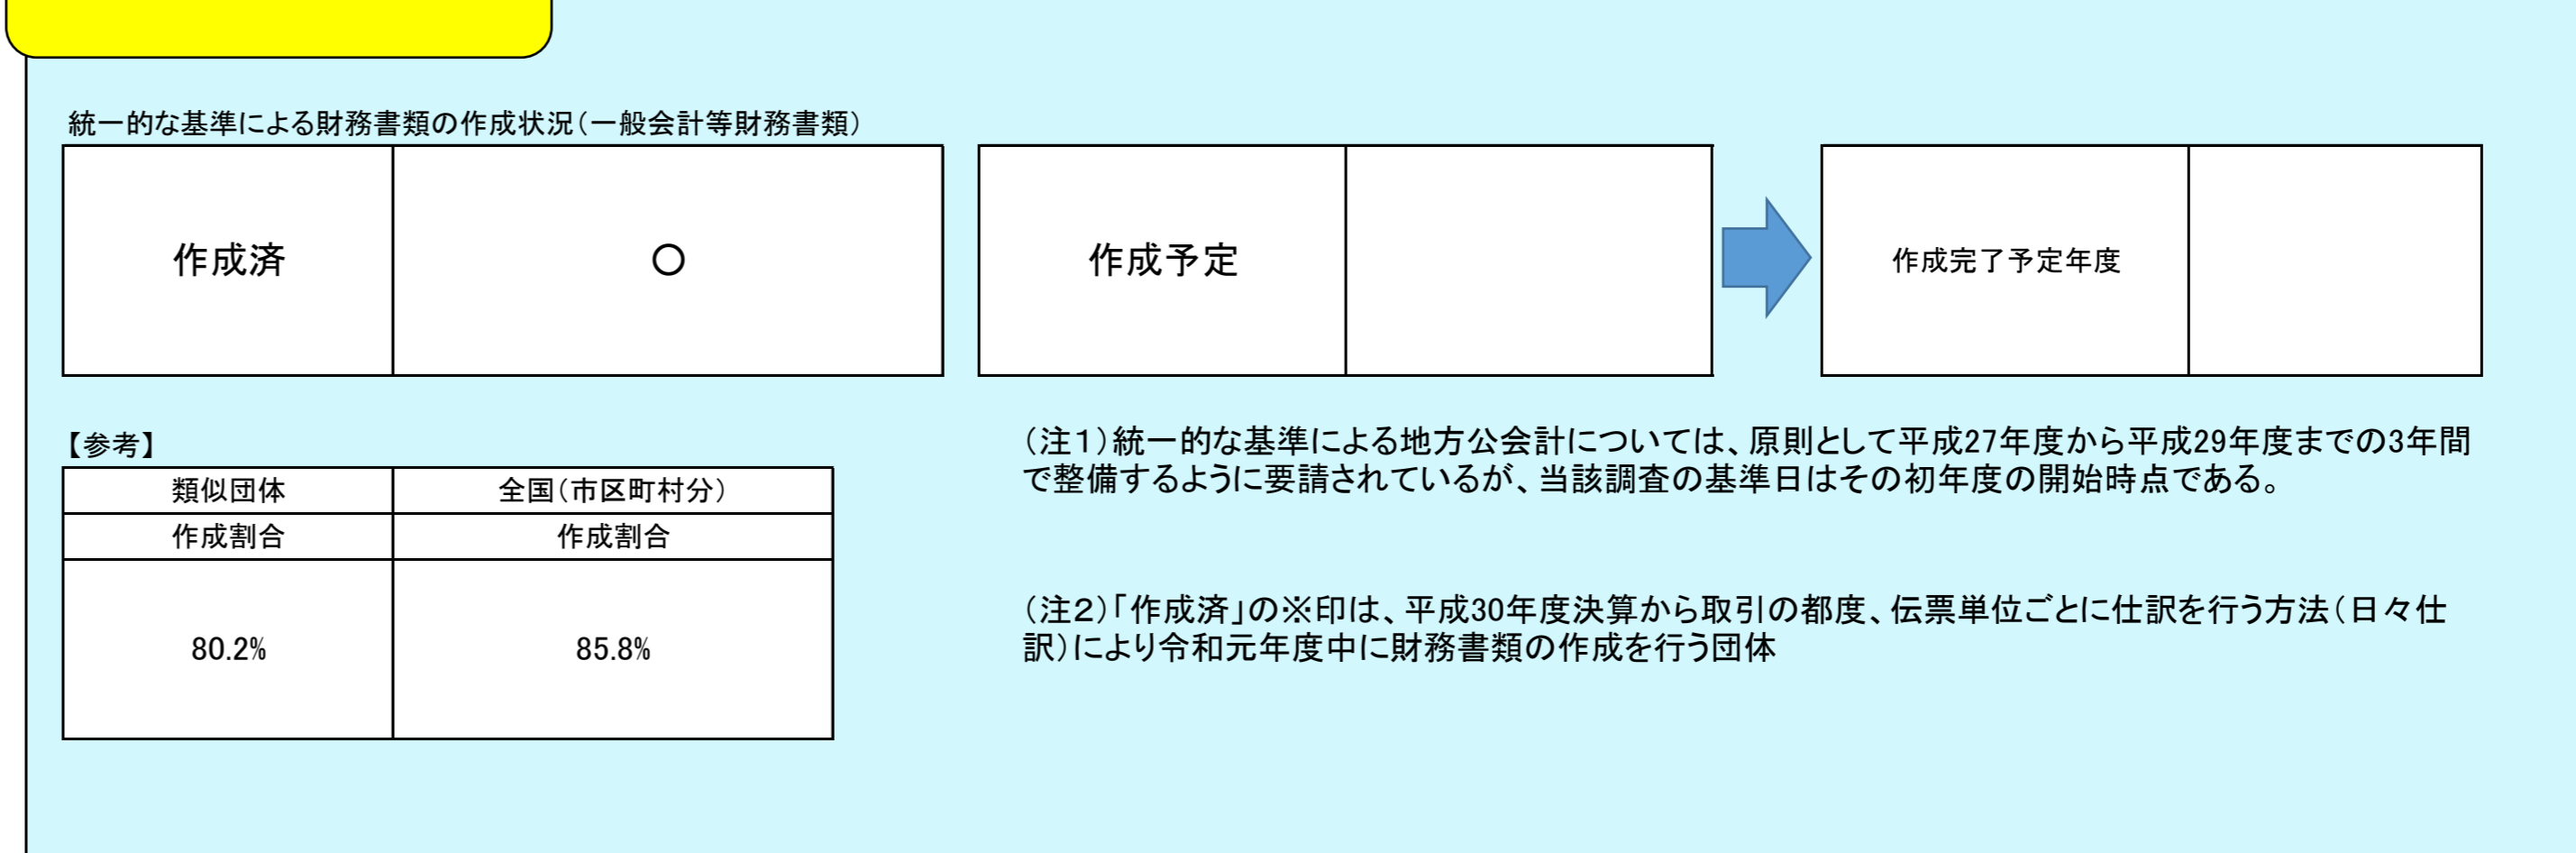 統一的な基準による財務書類の作成状況（一般会計等財務書類）
作成済
〇
作成予定
作成完了予定年度
【参考】
類似団体
全国（市区町村分）
作成割合
作成割合
80.2%
85.8%
（注１）統一的な基準による地方公会計については、原則として平成27年度から平成29年度までの3年間
で整備するように要請されているが、当該調査の基準日はその初年度の開始時点である。
（注２）「作成済」の※印は、平成30年度決算から取引の都度、伝票単位ごとに仕訳を行う方法（日々仕
訳）により令和元年度中に財務書類の作成を行う団体